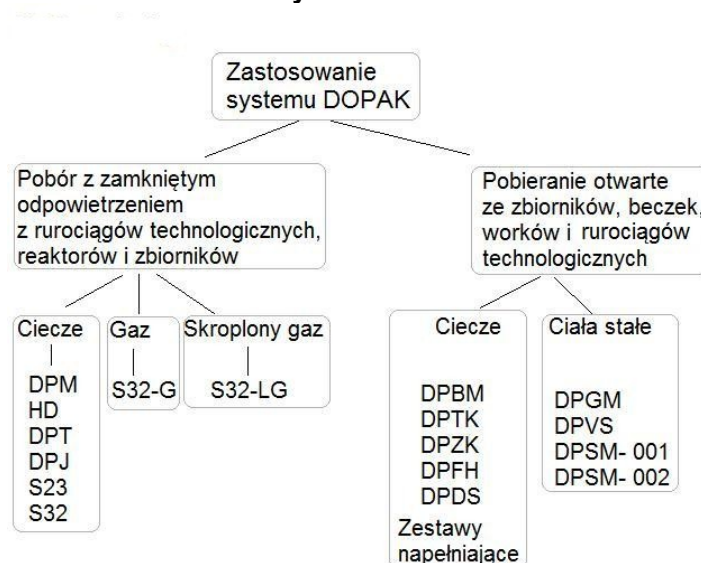 Zastosowanie
systemu DOPAK
Pobór z zamkniętym
odpowietrzeniem
z rurociągów technologicznych,
reaktorów i zbiorników
Pobieranie otwarte
ze zbiorników, beczek,
worków i rurociągów
technologicznych
Ciecze
DPM
HD
DPT
DPJ
S23
S32
Gaz
S32-G
Skroplony gaz
S32-LG
Ciecze
DPBM
DPTK
DPZK
DPFH
DPDS
Zestawy
napełniające
Ciała stałe
DPGM
DPVS
DPSM- 001
DPSM- 002